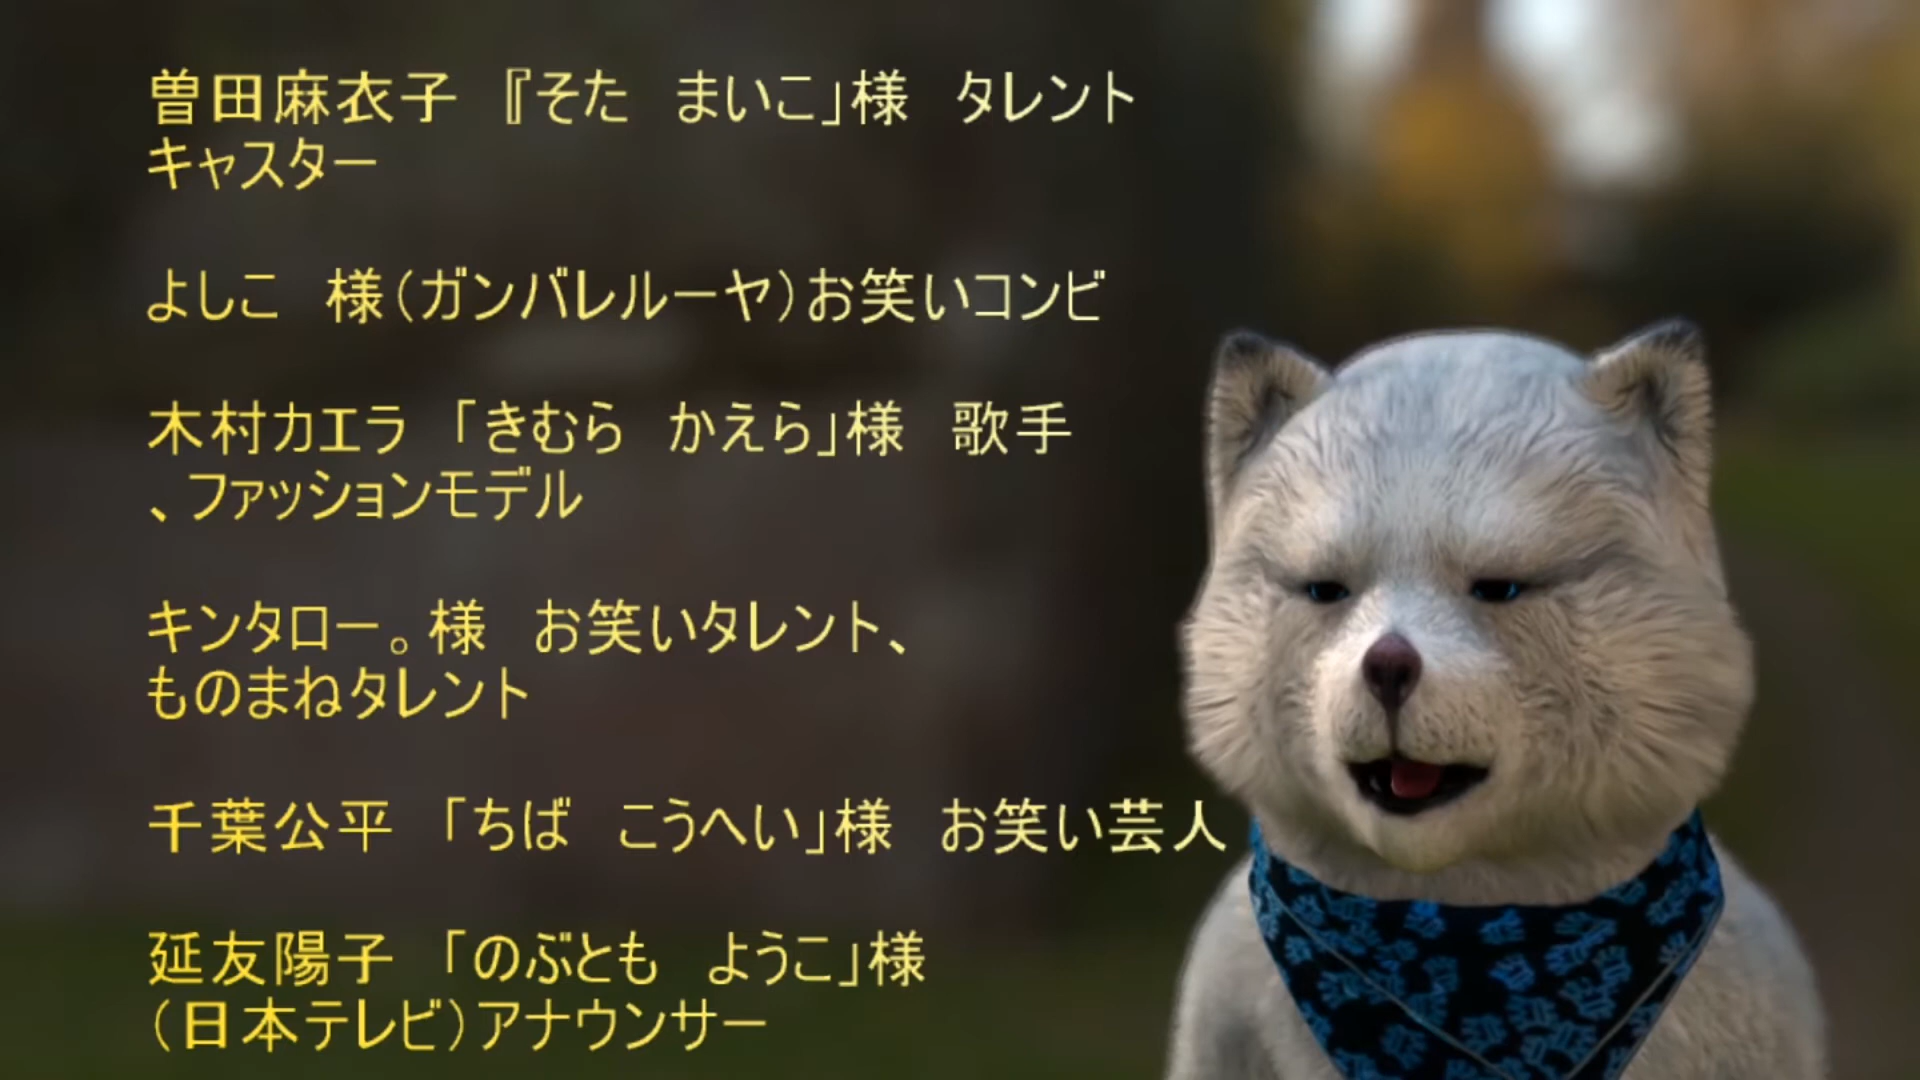 曽田麻衣子　『そた　まいこ」様　タレント
キャスター
よしこ　様（ガンバレルーヤ）お笑いコンビ
木村カエラ　「きむら　かえら」様　歌手
、ファッションモデル
キンタロー。様　お笑いタレント、
ものまねタレント
千葉公平　「ちば　こうへい」様　お笑い芸人
延友陽子　「のぶとも　ようこ」様
（日本テレビ）アナウンサー